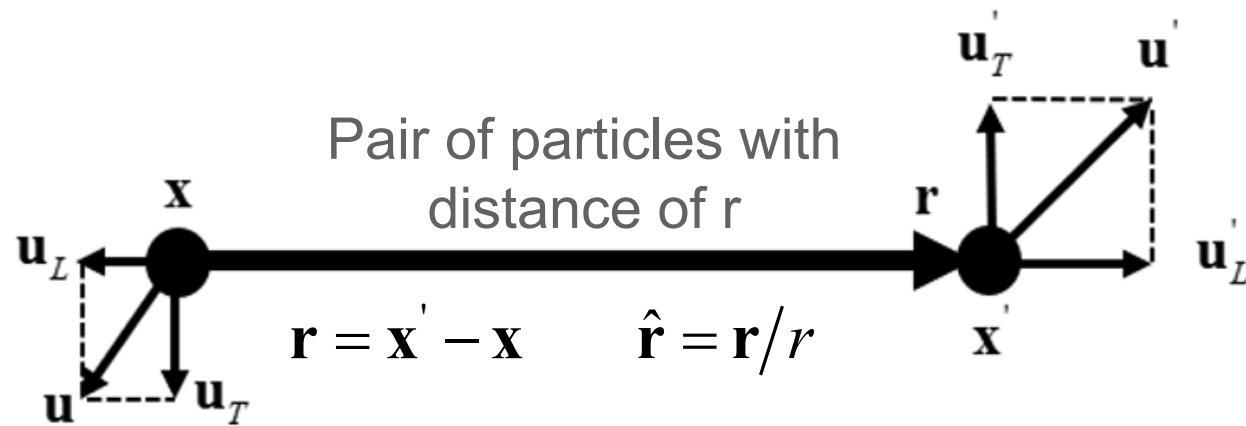 u'_T
u'
Pair of particles with
distance of r
x
r
u_L
u'_L
r = x' − x
r̂ = r/r
x'
u
u_T